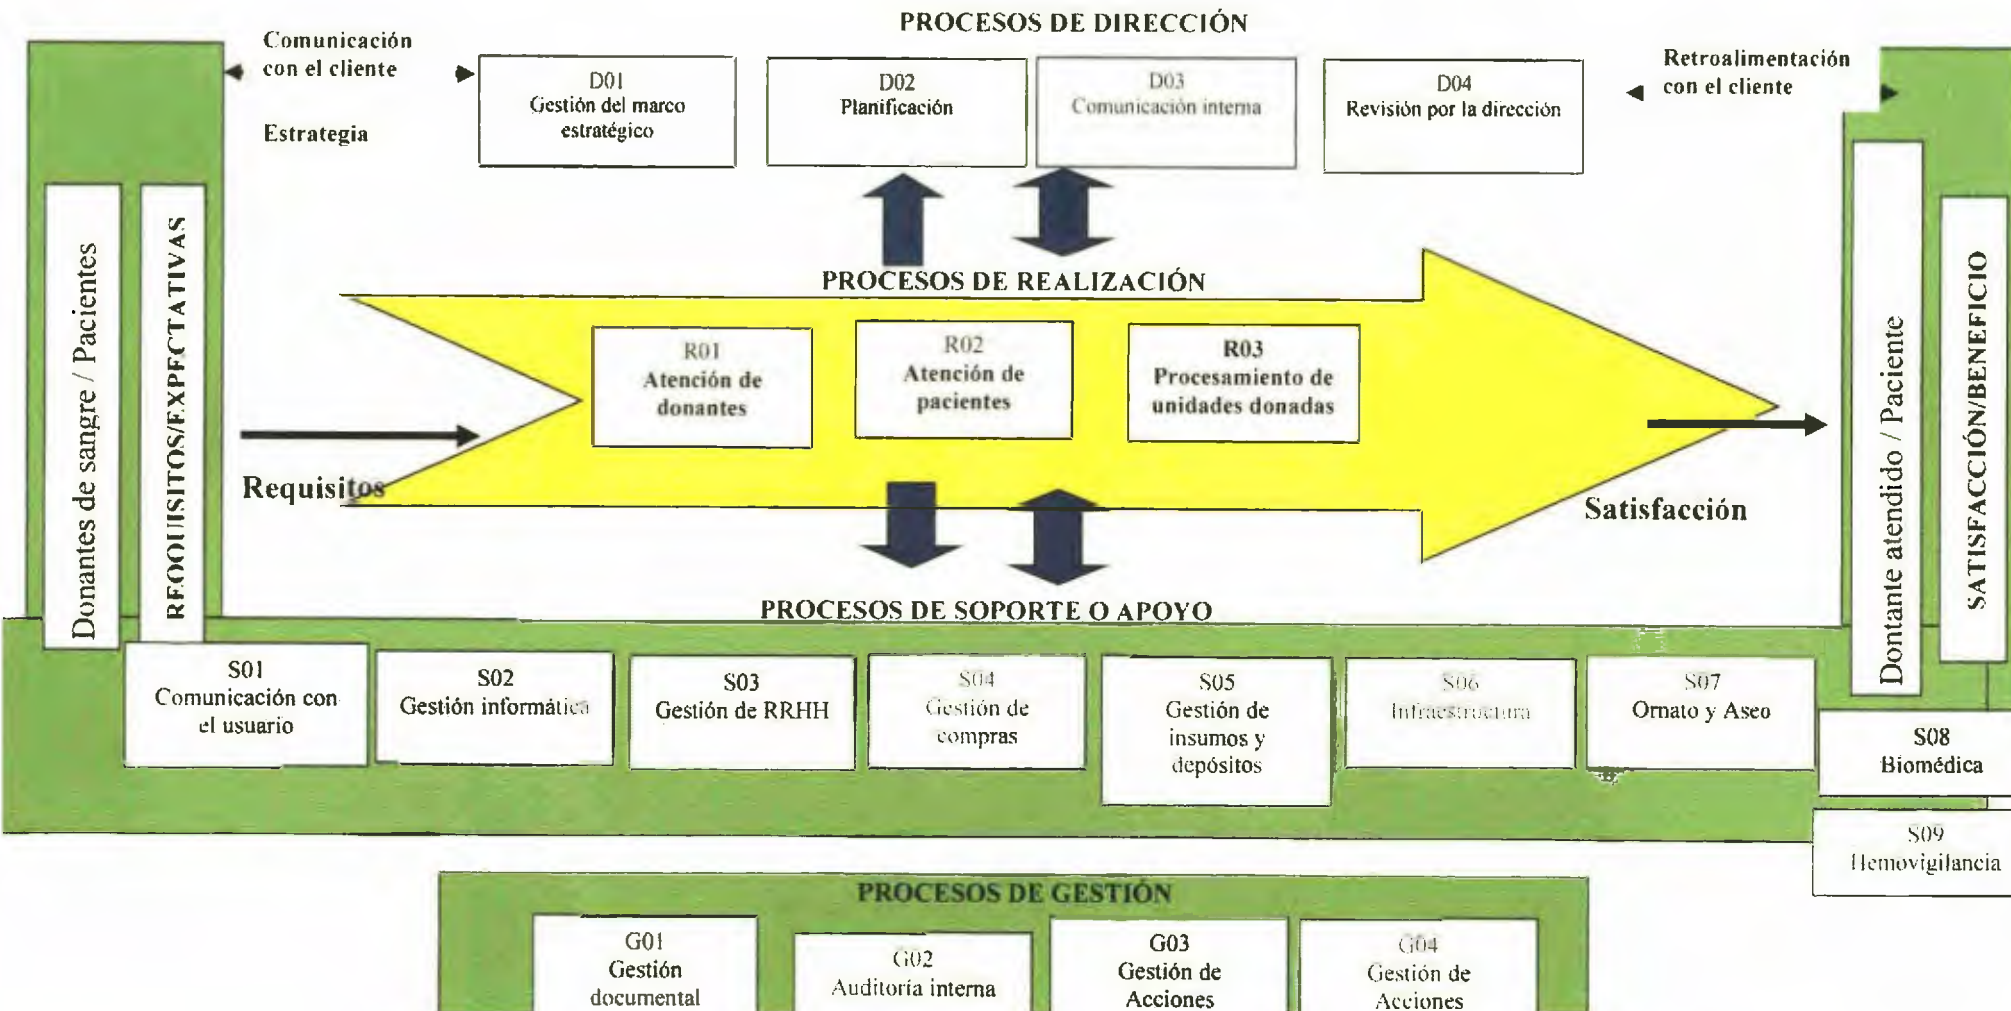 PROCESOS DE DIRECCIÓN
Comunicación
con el cliente
Estrategia
D01
Gestión del marco
estratégico
D02
Planificación
D03
Comunicación interna
D04
Revisión por la dirección
Retroalimentación
con el cliente
Donantes de sangre / Pacientes
REQQUISITOS/EXPECTATIVAS
PROCESOS DE REALIZACIÓN
R01
Atención de
donantes
R02
Atención de
pacientes
R03
Procesamiento de
unidades donadas
Requisitos
Satisfacción
Dontante atendido / Paciente
SATISFACCIÓN/BENEFICIO
PROCESOS DE SOPORTE O APOYO
S01
Comunicación con
el usuario
S02
Gestión informática
S03
Gestión de RRHH
S04
Gestión de
compras
S05
Gestión de
insumos y
depósitos
S06
Infraestructura
S07
Ornato y Aseo
S08
Biomédica
S09
Hemovigilancia
PROCESOS DE GESTIÓN
G01
Gestión
documental
G02
Auditoría interna
G03
Gestión de
Acciones
G04
Gestión de
Acciones